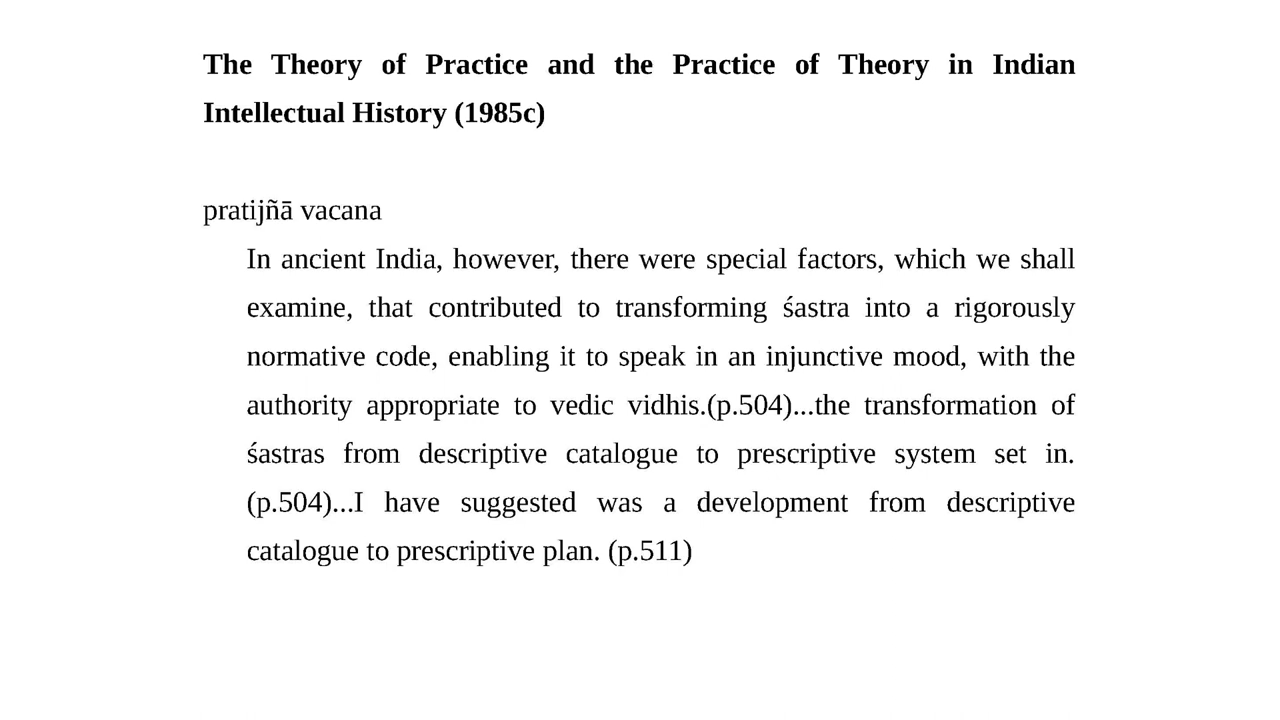 The Theory of Practice and the Practice of Theory in Indian
Intellectual History (1985c)
pratijñā vacana
In ancient India, however, there were special factors, which we shall
examine, that contributed to transforming śastra into a rigorously
normative code, enabling it to speak in an injunctive mood, with the
authority appropriate to vedic vidhis.(p.504)...the transformation of
śastras from descriptive catalogue to prescriptive system set in.
(p.504)...I have suggested was a development from descriptive
catalogue to prescriptive plan. (p.511)